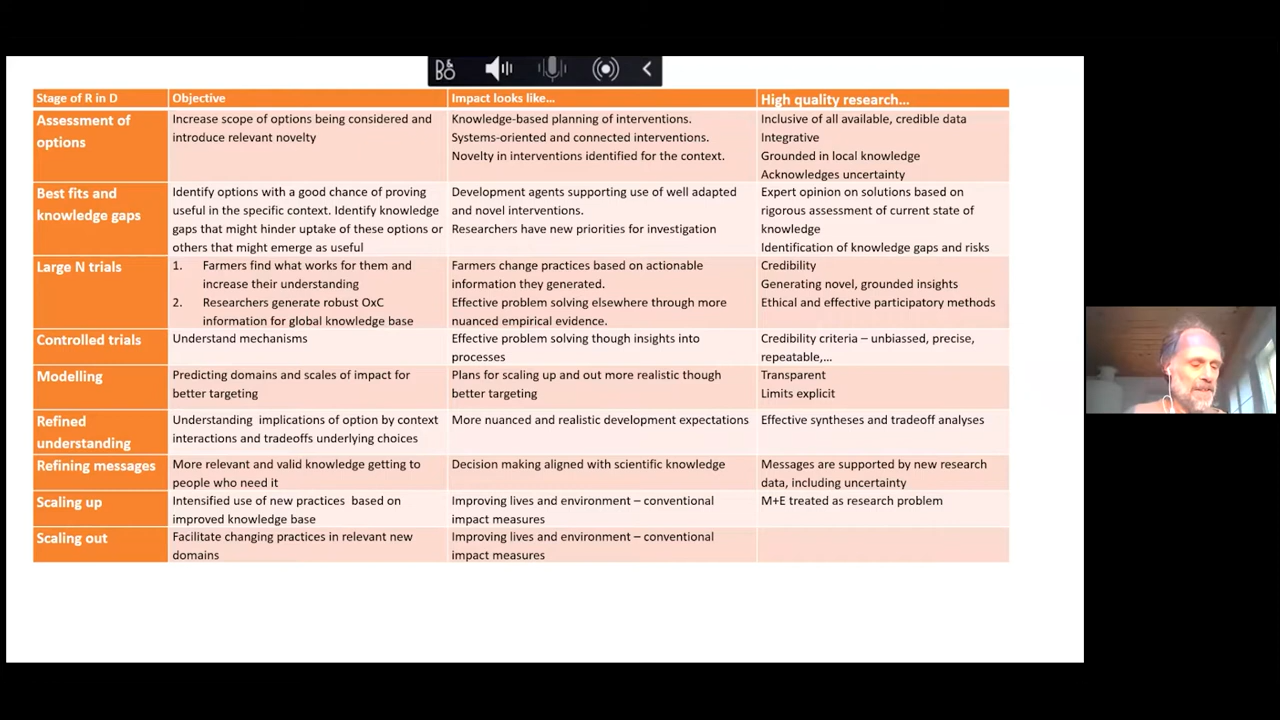 B&O
Stage of R in D
Objective
Impact looks like...
High quality research...
Assessment of
options
Increase scope of options being considered and
introduce relevant novelty
Knowledge-based planning of interventions.
Systems-oriented and connected interventions.
Novelty in interventions identified for the context.
Inclusive of all available, credible data
Integrative
Grounded in local knowledge
Acknowledges uncertainty
Best fits and
knowledge gaps
Identify options with a good chance of proving
useful in the specific context. Identify knowledge
gaps that might hinder uptake of these options or
others that might emerge as useful
Development agents supporting use of well adapted
and novel interventions.
Researchers have new priorities for investigation
Expert opinion on solutions based on
rigorous assessment of current state of
knowledge
Identification of knowledge gaps and risks
Large N trials
1. Farmers find what works for them and
increase their understanding
2. Researchers generate robust OxC
information for global knowledge base
Farmers change practices based on actionable
information they generated.
Effective problem solving elsewhere through more
nuanced empirical evidence.
Credibility
Generating novel, grounded insights
Ethical and effective participatory methods
Controlled trials
Understand mechanisms
Effective problem solving though insights into
processes
Credibility criteria – unbiassed, precise,
repeatable,...
Modelling
Predicting domains and scales of impact for
better targeting
Plans for scaling up and out more realistic though
better targeting
Transparent
Limits explicit
Refined
understanding
Understanding implications of option by context
interactions and tradeoffs underlying choices
More nuanced and realistic development expectations
Effective syntheses and tradeoff analyses
Refining messages
More relevant and valid knowledge getting to
people who need it
Decision making aligned with scientific knowledge
Messages are supported by new research
data, including uncertainty
Scaling up
Intensified use of new practices based on
improved knowledge base
Improving lives and environment – conventional
impact measures
M+E treated as research problem
Scaling out
Facilitate changing practices in relevant new
domains
Improving lives and environment – conventional
impact measures